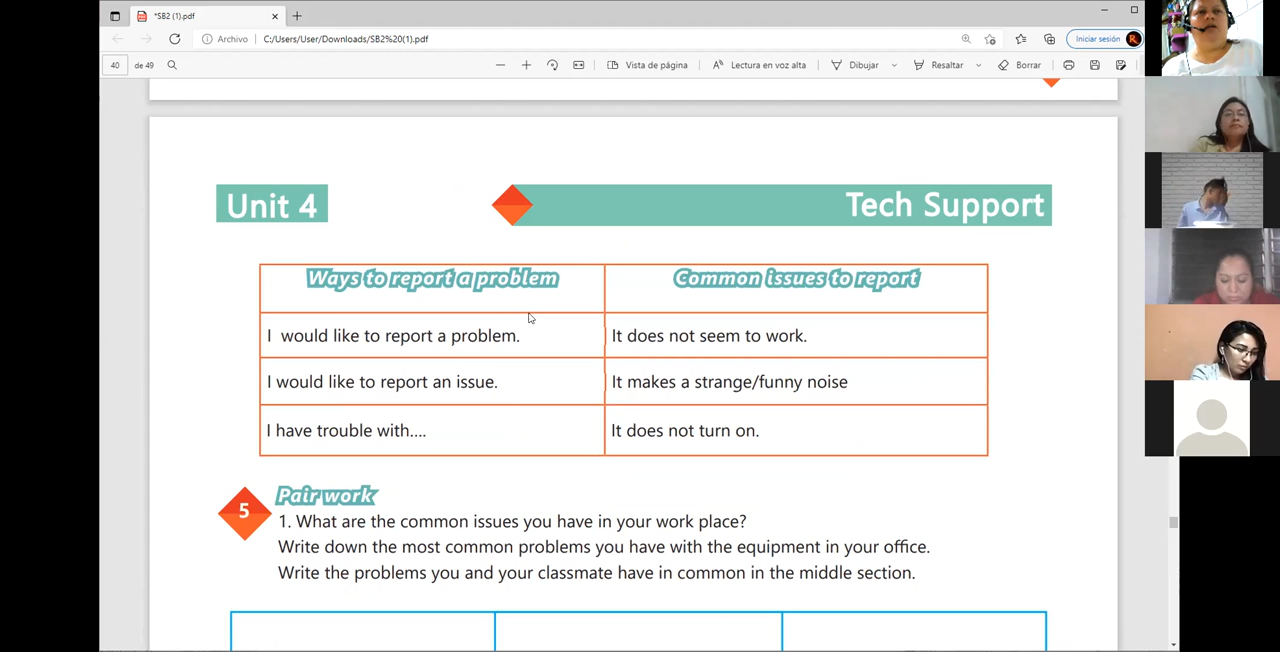 *SB2 (1).pdf
Archivo C:/Users/User/Downloads/SB2%20(1).pdf
Iniciar sesión R
40 de 49 Vista de página Lectura en voz alta Dibujar Resaltar Borrar
Unit 4 Tech Support
Ways to report a problem Common issues to report
I would like to report a problem. It does not seem to work.
I would like to report an issue. It makes a strange/funny noise
I have trouble with.... It does not turn on.
5 Pair work
1. What are the common issues you have in your work place?
Write down the most common problems you have with the equipment in your office.
Write the problems you and your classmate have in common in the middle section.